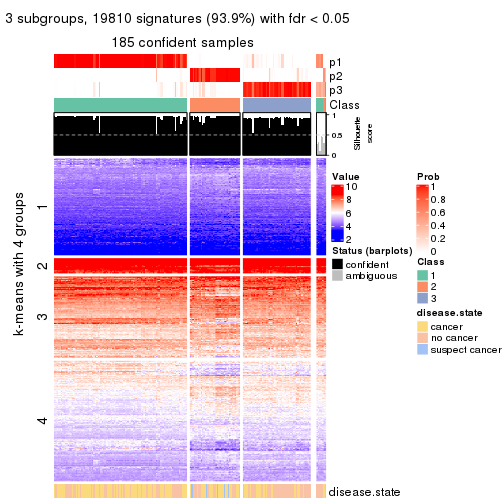 3 subgroups, 19810 signatures (93.9%) with fdr < 0.05
185 confident samples
p1
p2
p3
Class
1
0.5
0
Silhouette
score
k-means with 4 groups
1
2
3
4
disease.state
Value
10
8
6
4
2
Status (barplots)
confident
ambiguous
Prob
1
0.8
0.6
0.4
0.2
0
Class
1
2
3
disease.state
cancer
no cancer
suspect cancer